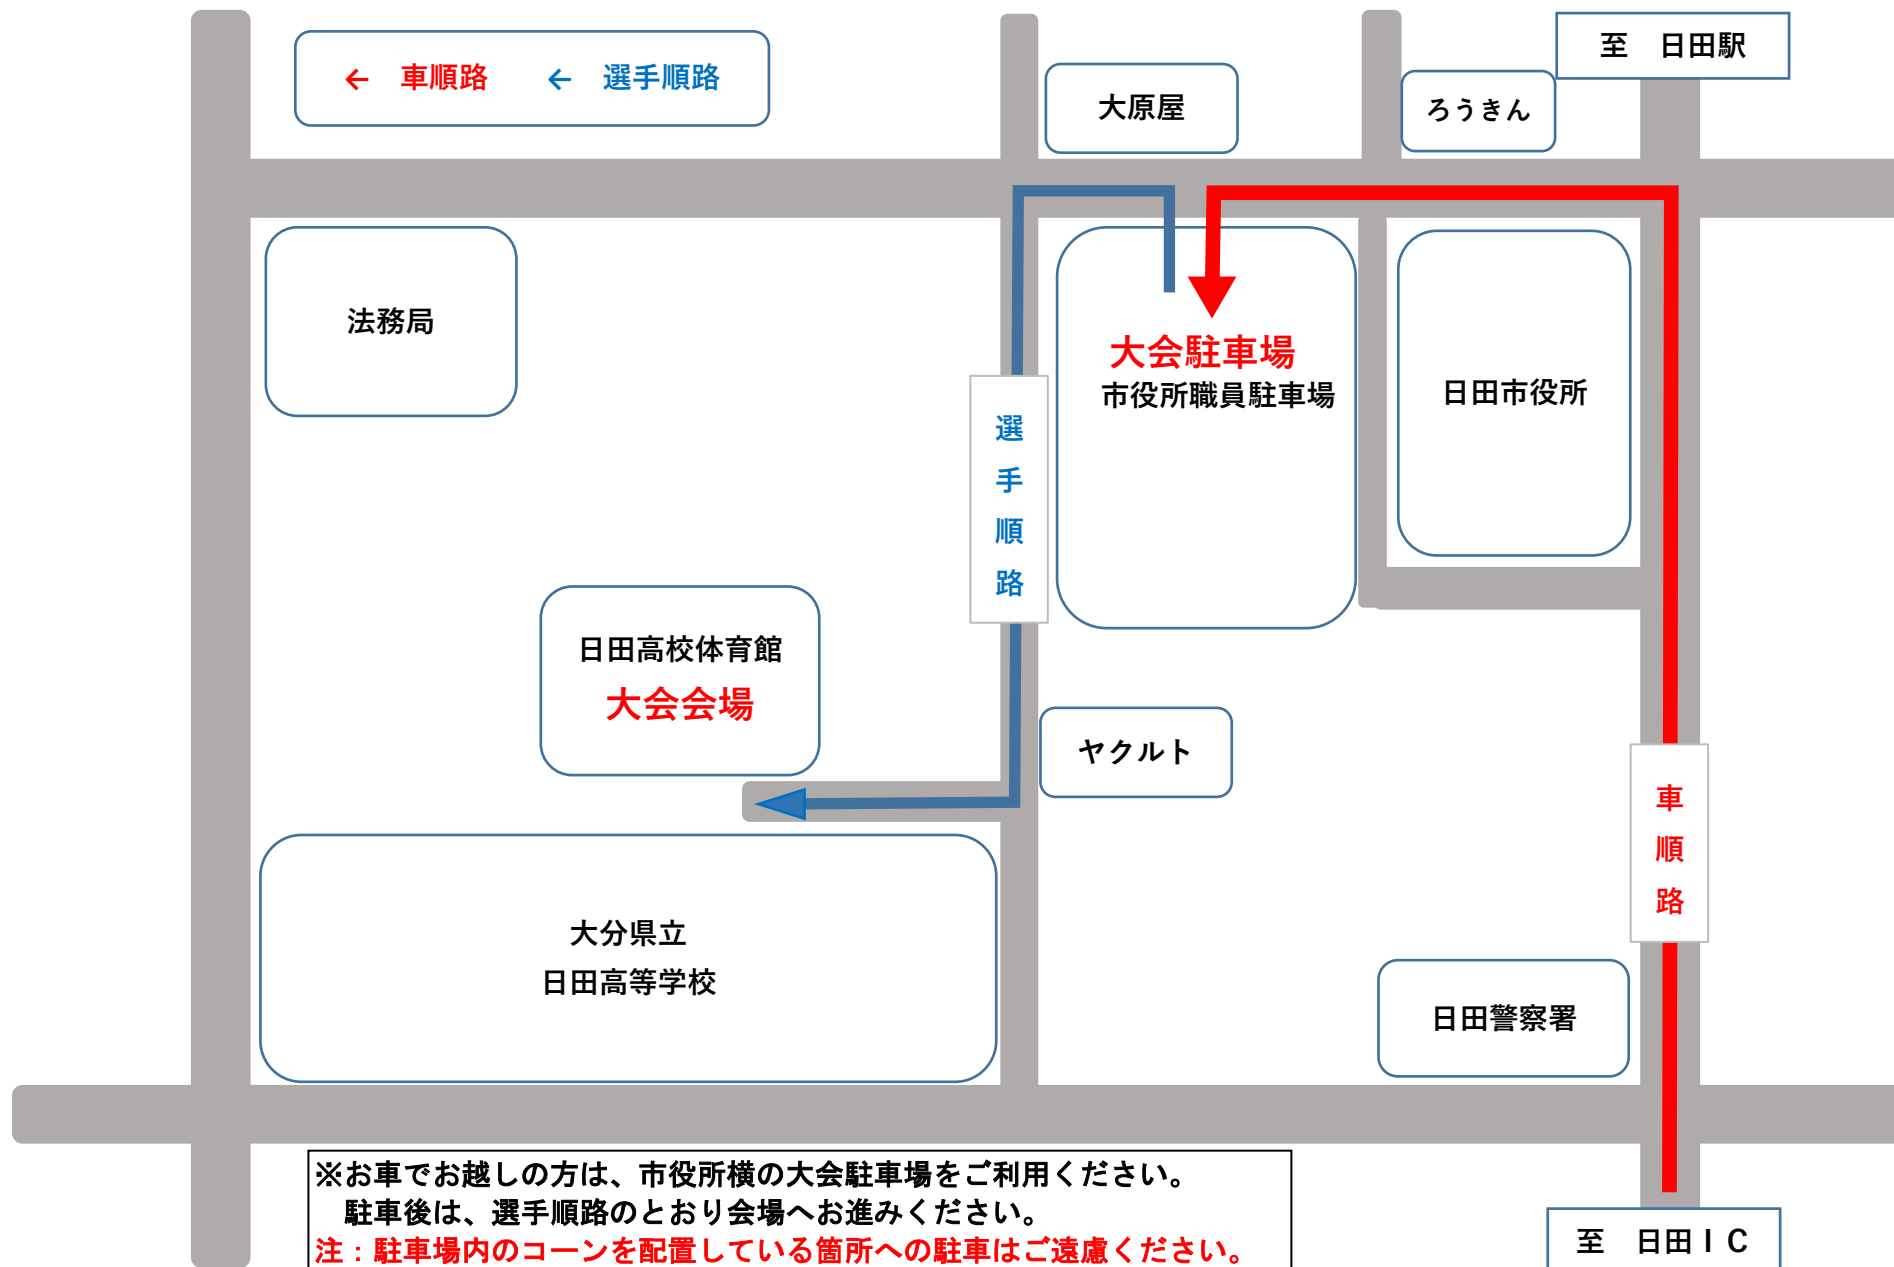 至　日田駅
←　車順路　　←　選手順路
大原屋
ろうきん
法務局
大会駐車場
市役所職員駐車場
日田市役所
選手順路
日田高校体育館
大会会場
ヤクルト
車順路
大分県立
日田高等学校
日田警察署
※お車でお越しの方は、市役所横の大会駐車場をご利用ください。
駐車後は、選手順路のとおり会場へお進みください。
注：駐車場内のコーンを配置している箇所への駐車はご遠慮ください。
至　日田ＩＣ